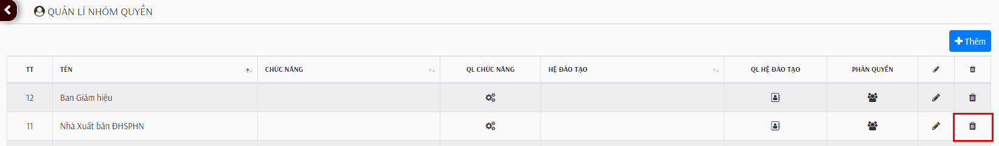 QUẢN LÍ NHÓM QUYỀN
Thêm
TT TÊN CHỨC NĂNG QL CHỨC NĂNG HỆ ĐÀO TẠO QL HỆ ĐÀO TẠO PHÂN QUYỀN
12 Ban Giám hiệu
11 Nhà Xuất bản ĐHSPHN